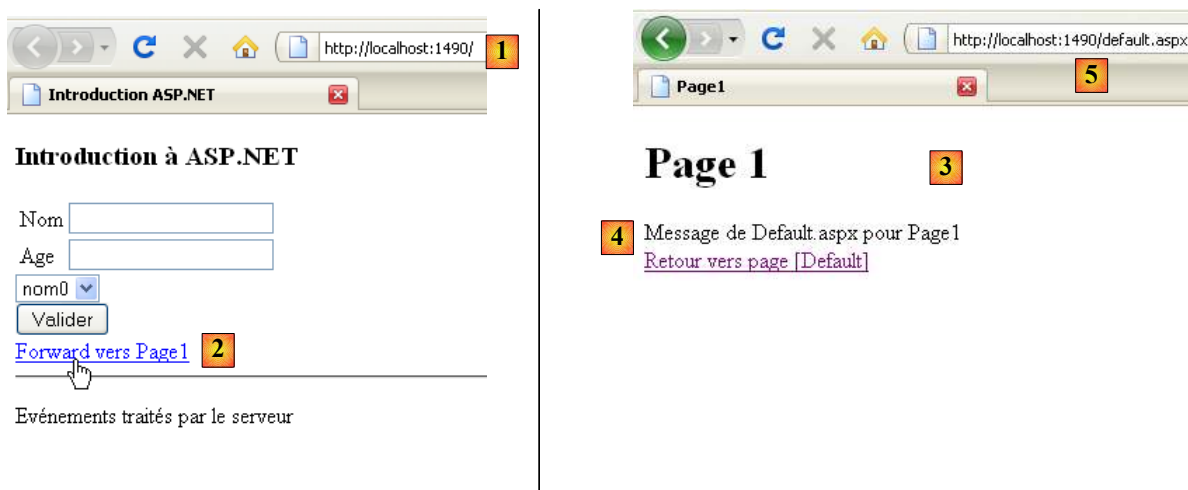 http://localhost:1490/
1
Introduction ASP.NET
Introduction à ASP.NET
Nom
Age
nom0
Valider
Forward vers Page1
2
Evénements traités par le serveur
http://localhost:1490/default.aspx
5
Page1
Page 1
3
4
Message de Default.aspx pour Page1
Retour vers page [Default]